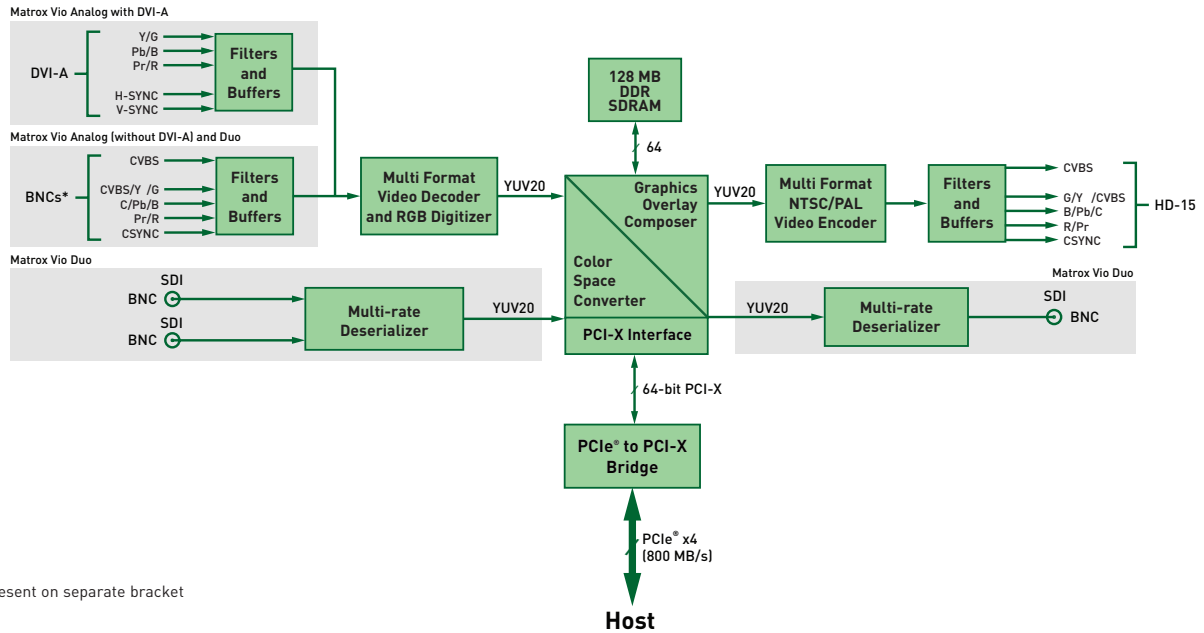 Matrox Vio Analog with DVI-A
DVI-A
Y/G
Pb/B
Pr/R
H-SYNC
V-SYNC
Filters
and
Buffers
Matrox Vio Analog (without DVI-A) and Duo
BNCs*
CVBS
CVBS/Y /G
C/Pb/B
Pr/R
CSYNC
Filters
and
Buffers
Multi Format
Video Decoder
and RGB Digitizer
YUV20
128 MB
DDR
SDRAM
64
Graphics
Overlay
Composer
Color
Space
Converter
PCI-X Interface
YUV20
Multi Format
NTSC/PAL
Video Encoder
Filters
and
Buffers
CVBS
G/Y /CVBS
B/Pb/C
R/Pr
CSYNC
HD-15
Matrox Vio Duo
SDI
BNC
SDI
BNC
Multi-rate
Deserializer
YUV20
Matrox Vio Duo
YUV20
Multi-rate
Deserializer
SDI
BNC
64-bit PCI-X
PCIe® to PCI-X
Bridge
PCIe® x4
(800 MB/s)
Host
esent on separate bracket